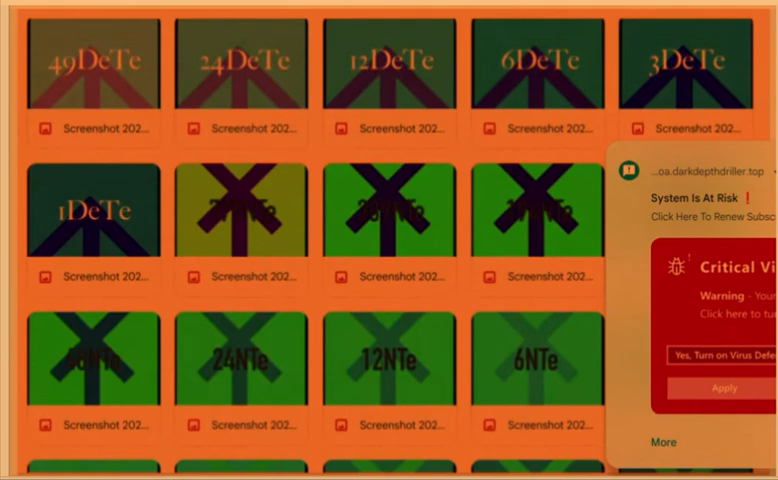 49DeTe
24DeTe
12DeTe
6DeTe
3DeTe
Screenshot 202...
Screenshot 202...
Screenshot 202...
Screenshot 202...
Screenshot 202...
1DeTe
Screenshot 202...
Screenshot 202...
Screenshot 202...
Screenshot 202...
24NTe
12NTe
6NTe
Screenshot 202...
Screenshot 202...
Screenshot 202...
Screenshot 202...
...oa.darkdepthdriller.top
System Is At Risk ❗
Click Here To Renew Subsc
Critical Vi
Warning - Your
Click here to tu
Yes, Turn on Virus Defe
Apply
More